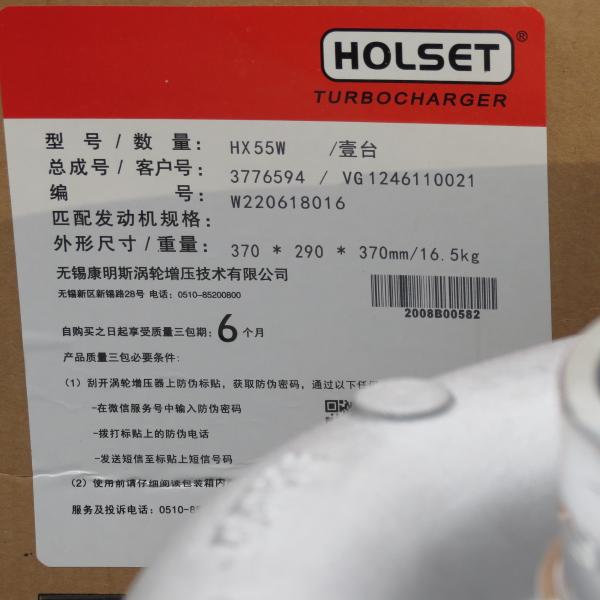 HOLSET®
TURBOCHARGER
型 号 / 数 量： HX55W /壹台
总成号 / 客户号： 3776594 / VG1246110021
编 号： W220618016
匹配发动机规格：
外形尺寸 / 重量： 370 * 290 * 370mm/16.5kg
无锡康明斯涡轮增压技术有限公司
无锡新区新锡路28号 电话：0510-85200800
2008B00582
自购买之日起享受质量三包期：6个月
产品质量三包必要条件：
（1）刮开涡轮增压器上防伪标贴，获取防伪密码，通过以下任
-在微信服务号中输入防伪密码
-拨打标贴上的防伪电话
-发送短信至标贴上短信号码
（2）使用前请仔细阅读包装箱内
服务及投诉电话：0510-85